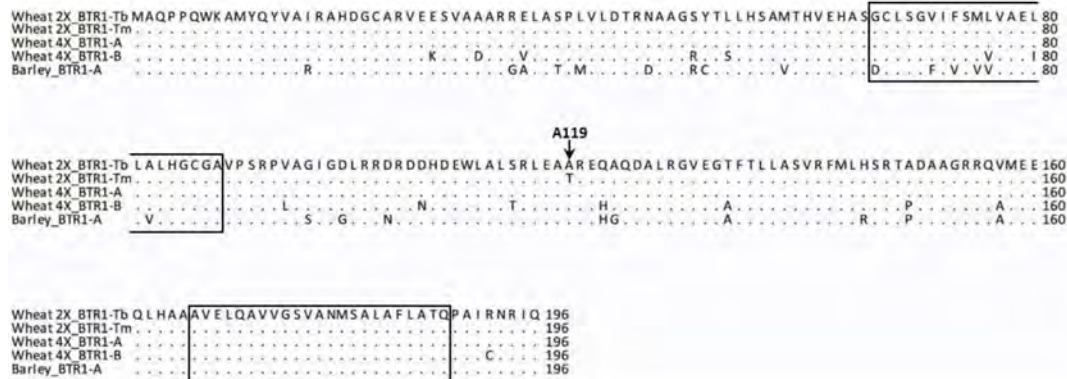 Wheat 2X_BTR1-Tb MAQPPQWKAMYQYVAIRAHDGCARVEESVAAARRELASPLVLDTRNAAGSYTLLHSAMTHVEHASGCLSGVIFSMLVAEL 80
Wheat 2X_BTR1-Tm ................................................................................ 80
Wheat 4X_BTR1-A ................................................................................ 80
Wheat 4X_BTR1-B ..........................K...D...V..............R..S......................V...I 80
Barley_BTR1-A ...............R.................GA..T.M.....D...RC......V.......D....F.V.VV.... 80
A119
Wheat 2X_BTR1-Tb LALHGCGAVPSRPVAGIGDLRRDRDDHDEWLALSRLEAAREQAQDALRGVEGTFTLLASVRFMLHSRTADAAGRRQVMEE 160
Wheat 2X_BTR1-Tm ......................................T......................................... 160
Wheat 4X_BTR1-A ................................................................................ 160
Wheat 4X_BTR1-B .............L...........N.......T.......H..........A...............P.......A... 160
Barley_BTR1-A .V.............S..G...N..................HG.........A...........R...P.......A... 160
Wheat 2X_BTR1-Tb QLHAAAVELQAVVGSVANMSALAFLATQPAIRNRIQ 196
Wheat 2X_BTR1-Tm .................................... 196
Wheat 4X_BTR1-A .................................... 196
Wheat 4X_BTR1-B ...............................C.... 196
Barley_BTR1-A .................................... 196